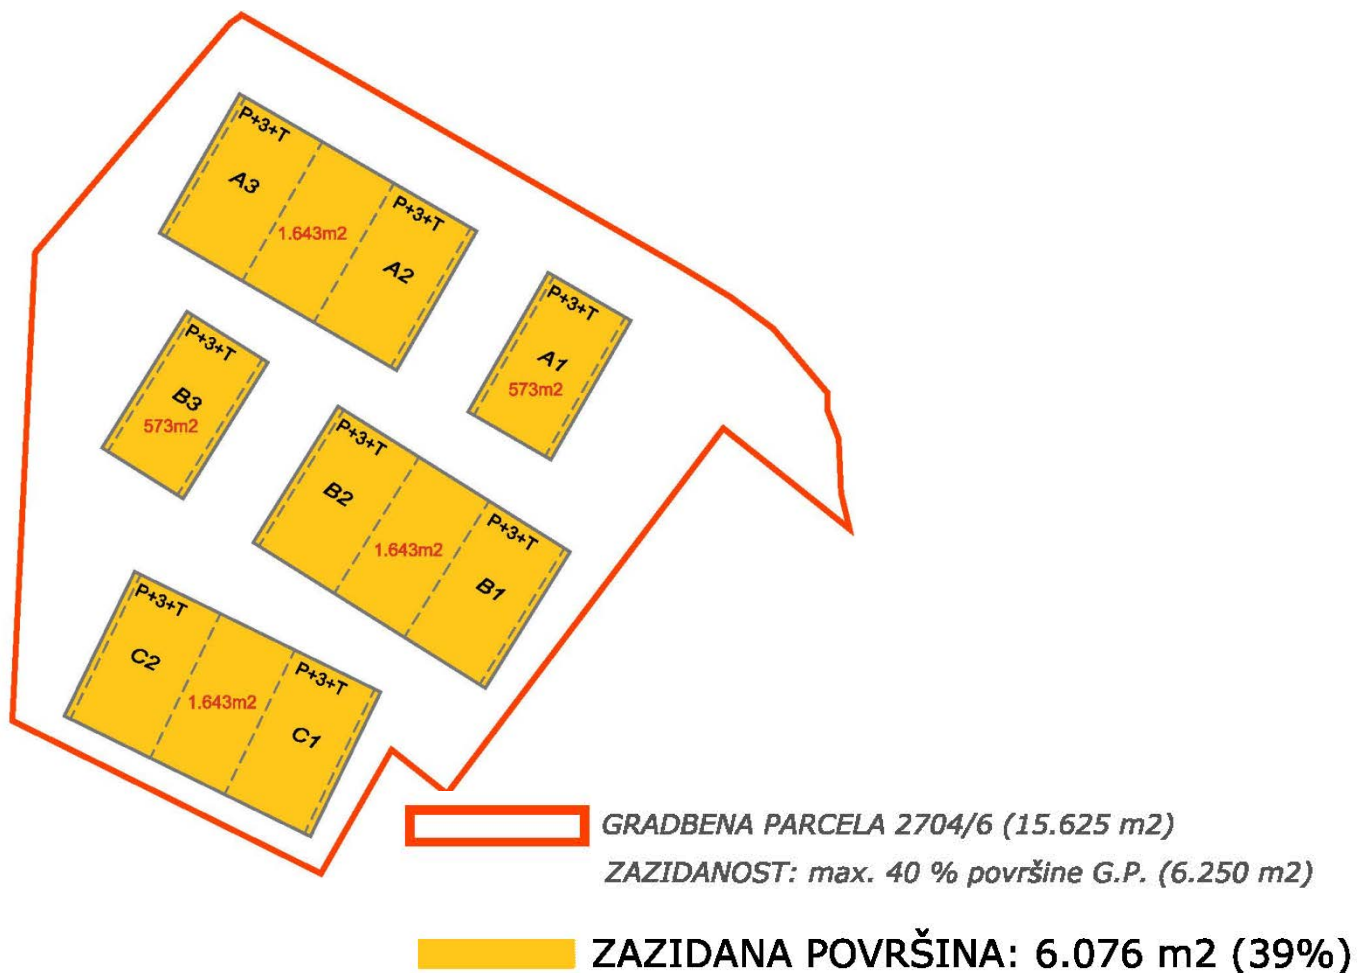 P+3+T
A3
1.643m2
P+3+T
A2
P+3+T
A1
573m2
P+3+T
B3
573m2
P+3+T
B2
1.643m2
P+3+T
B1
P+3+T
C2
1.643m2
P+3+T
C1
GRADBENA PARCELA 2704/6 (15.625 m2)
ZAZIDANOST: max. 40 % površine G.P. (6.250 m2)
ZAZIDANA POVRŠINA: 6.076 m2 (39%)